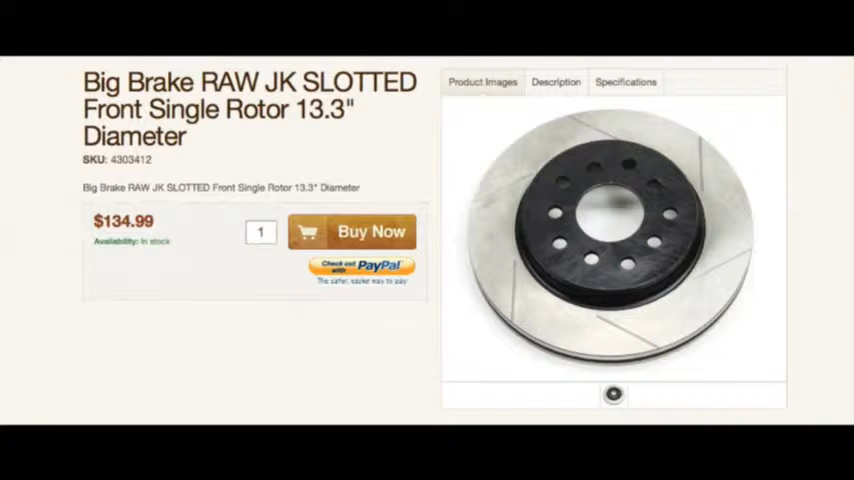 Big Brake RAW JK SLOTTED
Front Single Rotor 13.3"
Diameter
SKU: 4303412
Big Brake RAW JK SLOTTED Front Single Rotor 13.3" Diameter
$134.99
Availability: In stock
1
Buy Now
Check out
with PayPal
The safer, easier way to pay
Product Images
Description
Specifications